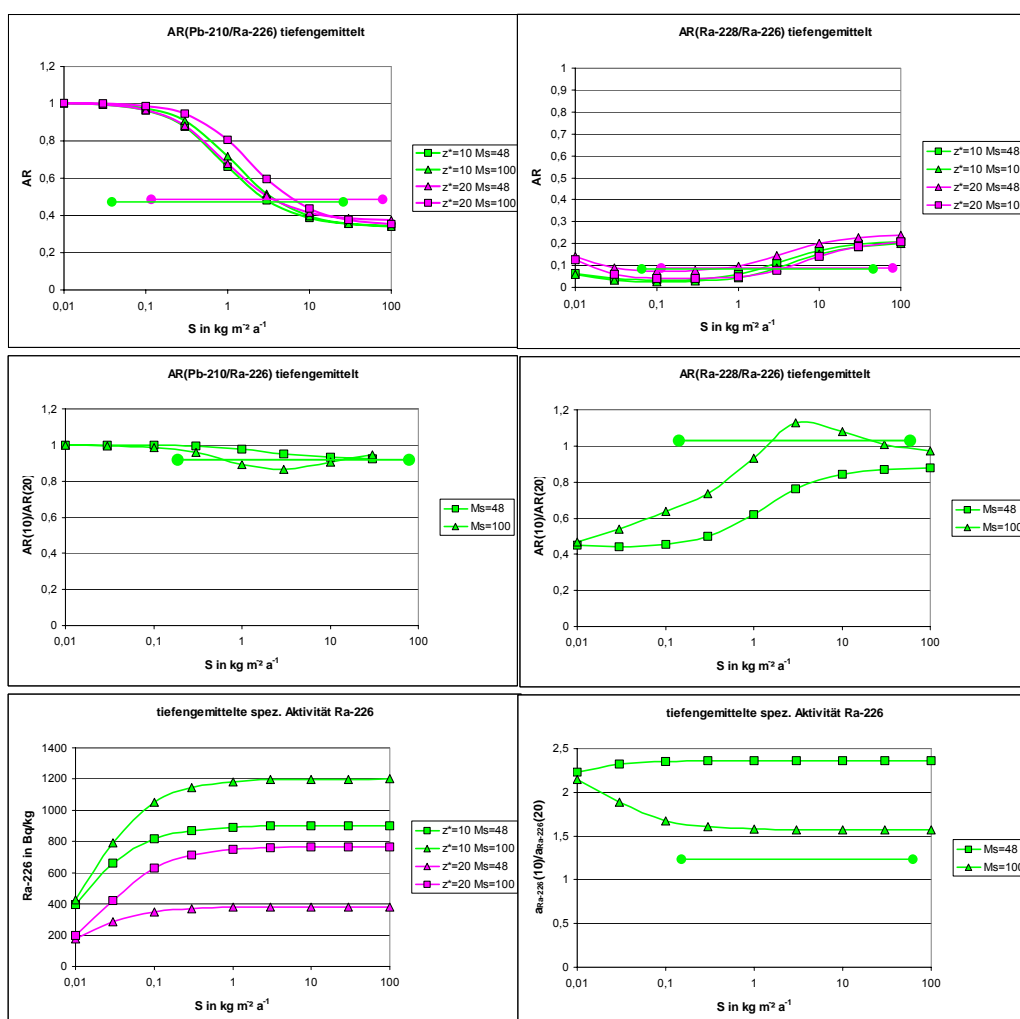 AR(Pb-210/Ra-226) tiefengemittelt
1,2
1
0,8
0,6
0,4
0,2
0
AR
0,01 0,1 1 10 100
S in kg m⁻² a⁻¹
z*=10 Ms=48
z*=10 Ms=100
z*=20 Ms=48
z*=20 Ms=100
AR(Ra-228/Ra-226) tiefengemittelt
1
0,9
0,8
0,7
0,6
0,5
0,4
0,3
0,2
0,1
0
AR
0,01 0,1 1 10 100
S in kg m⁻² a⁻¹
z*=10 Ms=48
z*=10 Ms=10
z*=20 Ms=48
z*=20 Ms=10
AR(Pb-210/Ra-226) tiefengemittelt
1,2
1
0,8
0,6
0,4
0,2
0
AR(10)/AR(20)
0,01 0,1 1 10 100
S in kg m⁻² a⁻¹
Ms=48
Ms=100
AR(Ra-228/Ra-226) tiefengemittelt
1,2
1
0,8
0,6
0,4
0,2
0
AR(10)/AR(20)
0,01 0,1 1 10 100
S in kg m⁻² a⁻¹
Ms=48
Ms=100
tiefengemittelte spez. Aktivität Ra-226
1400
1200
1000
800
600
400
200
0
Ra-226 in Bq/kg
0,01 0,1 1 10 100
S in kg m⁻² a⁻¹
z*=10 Ms=48
z*=10 Ms=100
z*=20 Ms=48
z*=20 Ms=100
tiefengemittelte spez. Aktivität Ra-226
2,5
2
1,5
1
0,5
0
aRa-226(10)/aRa-226(20)
0,01 0,1 1 10 100
S in kg m⁻² a⁻¹
Ms=48
Ms=100